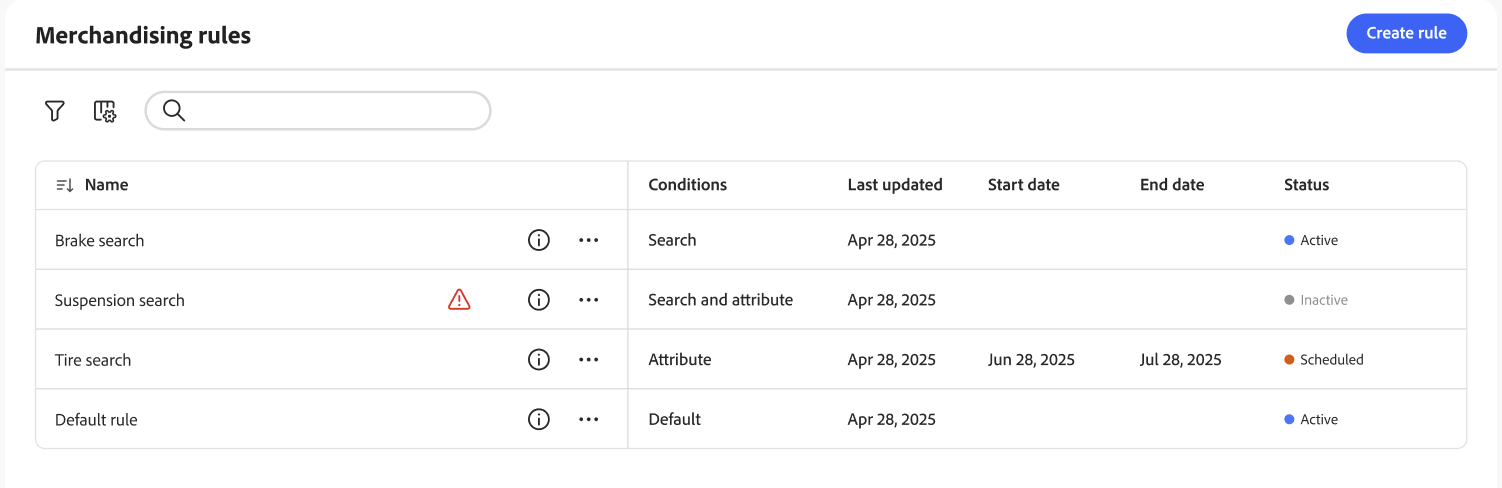 Merchandising rules
Create rule
Name Conditions Last updated Start date End date Status
Brake search Search Apr 28, 2025 Active
Suspension search Search and attribute Apr 28, 2025 Inactive
Tire search Attribute Apr 28, 2025 Jun 28, 2025 Jul 28, 2025 Scheduled
Default rule Default Apr 28, 2025 Active